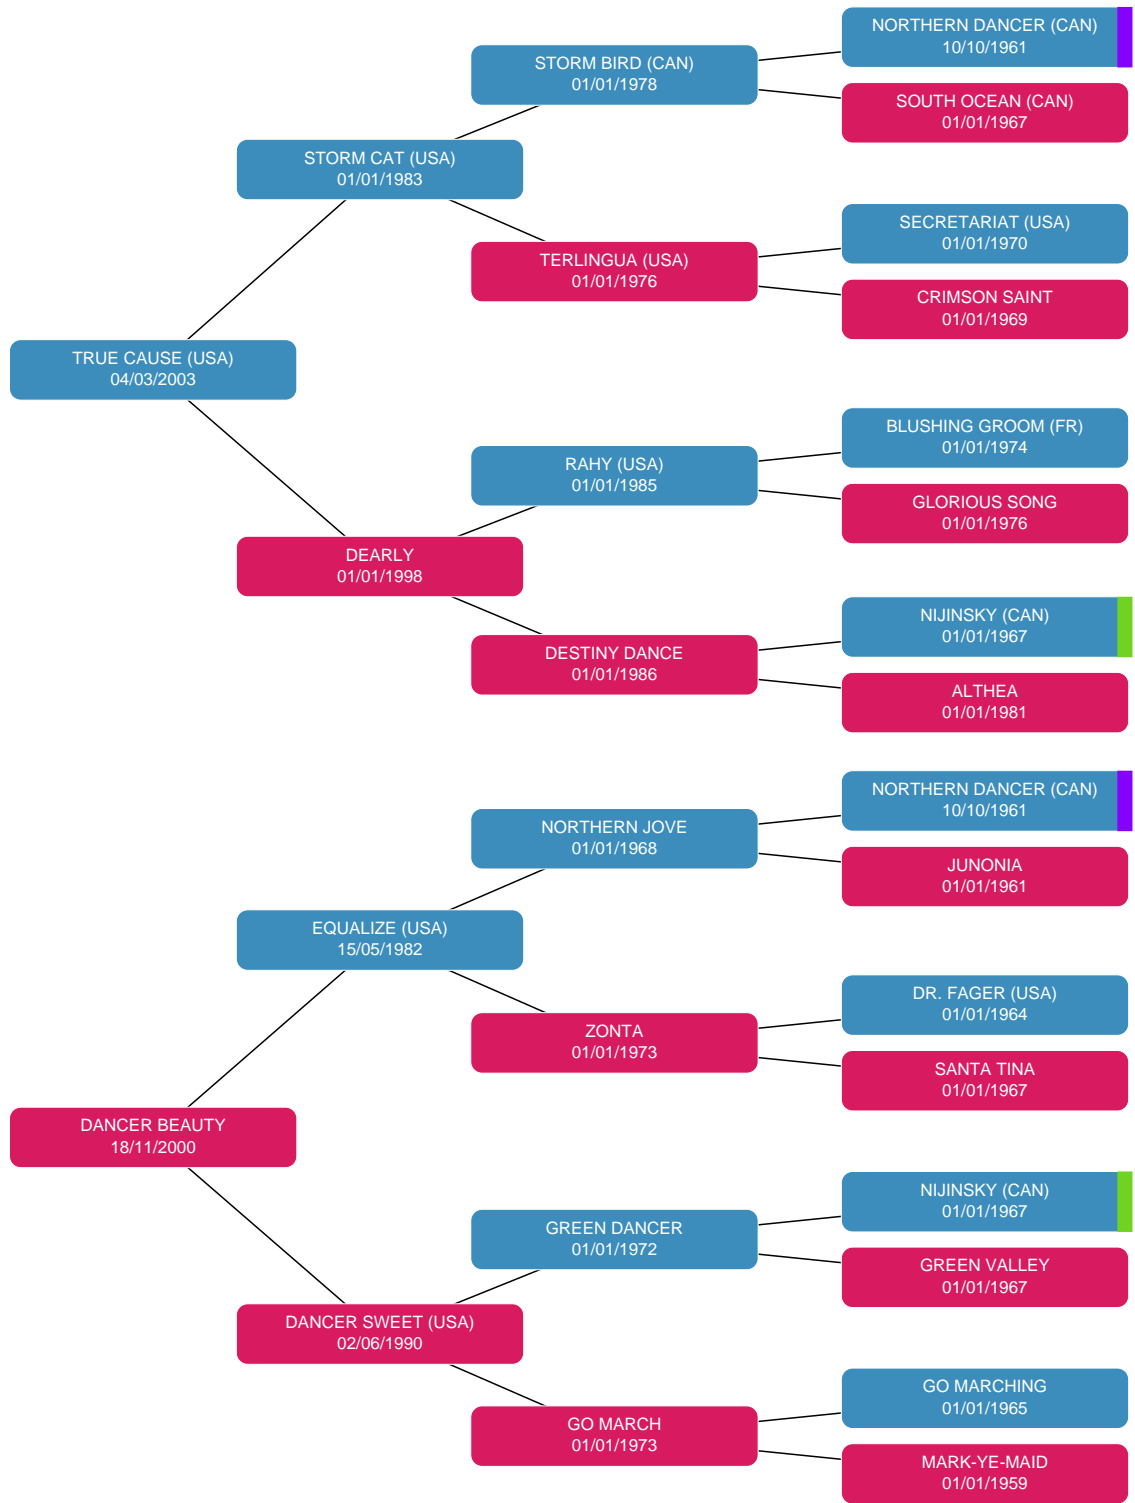 NORTHERN DANCER (CAN)
10/10/1961
STORM BIRD (CAN)
01/01/1978
SOUTH OCEAN (CAN)
01/01/1967
STORM CAT (USA)
01/01/1983
SECRETARIAT (USA)
01/01/1970
TERLINGUA (USA)
01/01/1976
CRIMSON SAINT
01/01/1969
TRUE CAUSE (USA)
04/03/2003
BLUSHING GROOM (FR)
01/01/1974
RAHY (USA)
01/01/1985
GLORIOUS SONG
01/01/1976
DEARLY
01/01/1998
NIJINSKY (CAN)
01/01/1967
DESTINY DANCE
01/01/1986
ALTHEA
01/01/1981
NORTHERN DANCER (CAN)
10/10/1961
NORTHERN JOVE
01/01/1968
JUNONIA
01/01/1961
EQUALIZE (USA)
15/05/1982
DR. FAGER (USA)
01/01/1964
ZONTA
01/01/1973
SANTA TINA
01/01/1967
DANCER BEAUTY
18/11/2000
NIJINSKY (CAN)
01/01/1967
GREEN DANCER
01/01/1972
GREEN VALLEY
01/01/1967
DANCER SWEET (USA)
02/06/1990
GO MARCHING
01/01/1965
GO MARCH
01/01/1973
MARK-YE-MAID
01/01/1959